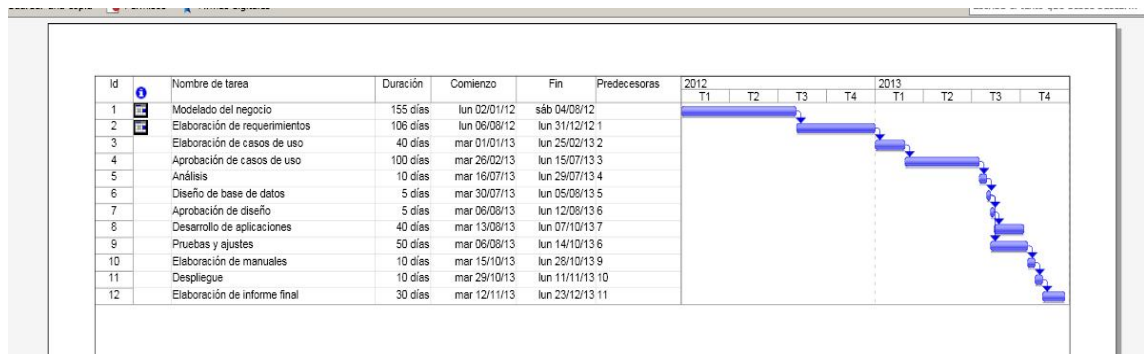 Id Nombre de tarea Duración Comienzo Fin Predecesoras 2012 2013
T1 T2 T3 T4 T1 T2 T3 T4
1 Modelado del negocio 155 días lun 02/01/12 sáb 04/08/12
2 Elaboración de requerimientos 106 días lun 06/08/12 lun 31/12/12 1
3 Elaboración de casos de uso 40 días mar 01/01/13 lun 25/02/13 2
4 Aprobación de casos de uso 100 días mar 26/02/13 lun 15/07/13 3
5 Análisis 10 días mar 16/07/13 lun 29/07/13 4
6 Diseño de base de datos 5 días mar 30/07/13 lun 05/08/13 5
7 Aprobación de diseño 5 días mar 06/08/13 lun 12/08/13 6
8 Desarrollo de aplicaciones 40 días mar 13/08/13 lun 07/10/13 7
9 Pruebas y ajustes 50 días mar 06/08/13 lun 14/10/13 6
10 Elaboración de manuales 10 días mar 15/10/13 lun 28/10/13 9
11 Despliegue 10 días mar 29/10/13 lun 11/11/13 10
12 Elaboración de informe final 30 días mar 12/11/13 lun 23/12/13 11